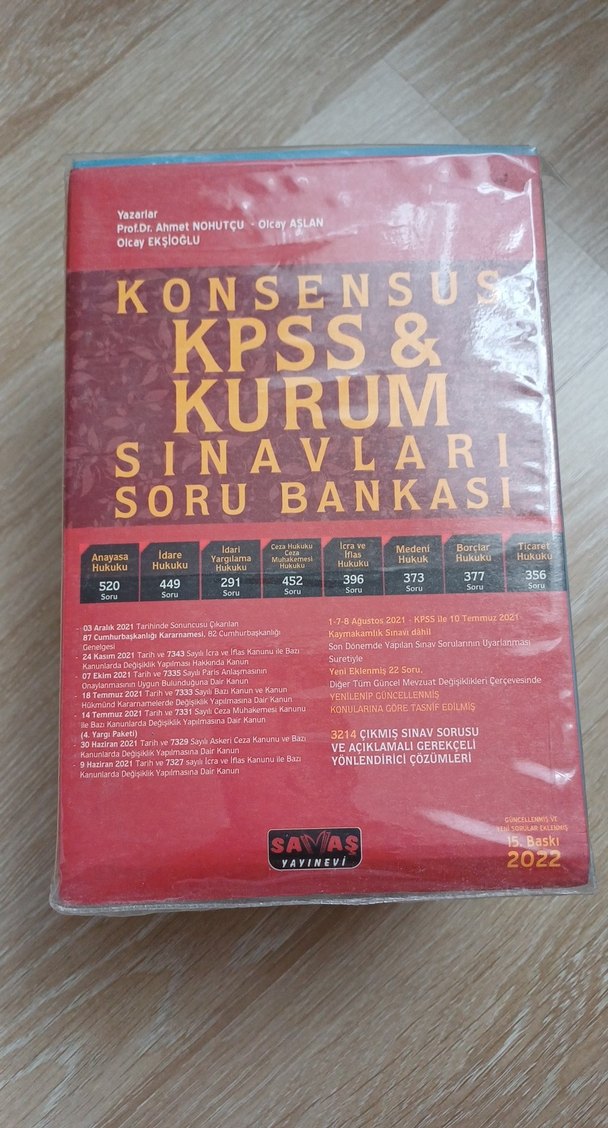 Yazarlar
Prof.Dr. Ahmet NOHUTÇU - Olcay ASLAN
Olcay EKŞİOĞLU
KONSENSUS
KPSS &
KURUM
SINAVLARI
SORU BANKASI
Anayasa
Hukuku
520
Soru
İdare
Hukuku
449
Soru
İdari
Yargılama
Hukuku
291
Soru
Ceza Hukuku
Ceza
Muhakemesi
Hukuku
452
Soru
İcra ve
İflas
Hukuku
396
Soru
Medeni
Hukuk
373
Soru
Borçlar
Hukuku
377
Soru
Ticaret
Hukuku
356
Soru
- 03 Aralık 2021 Tarihinde Sonuncusu Çıkarılan
87 Cumhurbaşkanlığı Kararnamesi, 82 Cumhurbaşkanlığı
Genelgesi
- 24 Kasım 2021 Tarih ve 7343 Sayılı İcra ve İflas Kanunu ile Bazı
Kanunlarda Değişiklik Yapılması Hakkında Kanun
- 07 Ekim 2021 Tarih ve 7335 Sayılı Paris Anlaşmasının
Onaylanmasının Uygun Bulunduğuna Dair Kanun
- 18 Temmuz 2021 Tarih ve 7333 Sayılı Bazı Kanun ve Kanun
Hükmünd Kararnamelerde Değişiklik Yapılmasına Dair Kanun
- 14 Temmuz 2021 Tarih ve 7331 Sayılı Ceza Muhakemesi Kanunu
ile Bazı Kanunlarda Değişiklik Yapılmasına Dair Kanun
(4. Yargı Paketi)
- 30 Haziran 2021 Tarih ve 7329 Sayılı Askeri Ceza Kanunu ve Bazı
Kanunlarda Değişiklik Yapılmasına Dair Kanun
- 9 Haziran 2021 Tarih ve 7327 sayılı İcra ve İflas Kanunu ile Bazı
Kanunlarda Değişiklik Yapılmasına Dair Kanun
1-7-8 Ağustos 2021 - KPSS ile 10 Temmuz 2021
Kaymakamlık Sınavı dâhil
Son Dönemde Yapılan Sınav Sorularının Uyarlanması
Suretiyle
Yeni Eklenmiş 22 Soru,
Diğer Tüm Güncel Mevzuat Değişiklikleri Çerçevesinde
YENİLENİP GÜNCELLENMİŞ
KONULARINA GÖRE TASNİF EDİLMİŞ
3214 ÇIKMIŞ SINAV SORUSU
VE AÇIKLAMALI GEREKÇELİ
YÖNLENDİRİCİ ÇÖZÜMLERİ
SAVAŞ
YAYINEVİ
GÜNCELLENMİŞ VE
YENİ SORULAR EKLENMİŞ
15. Baskı
2022